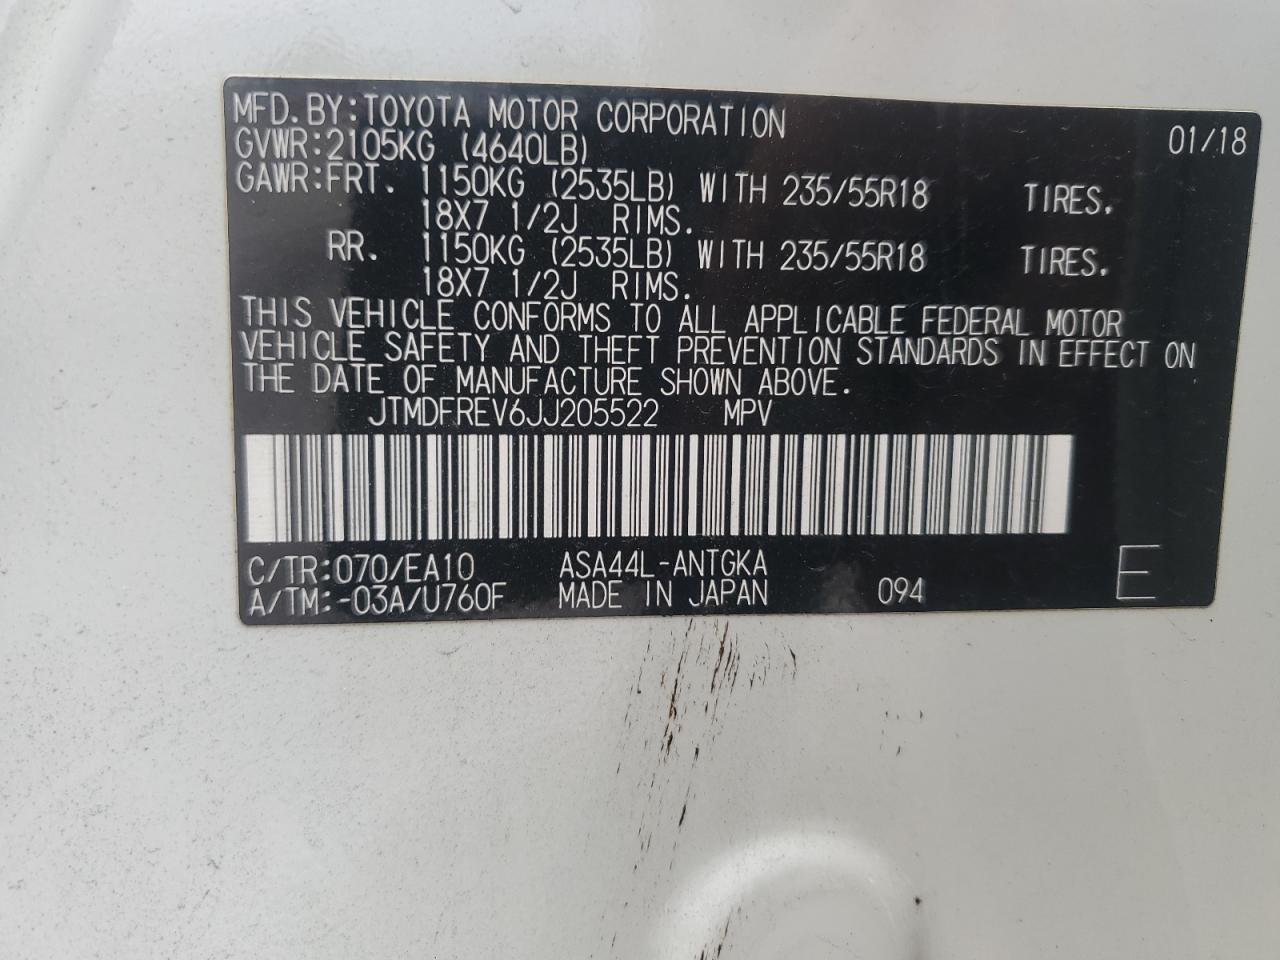 MFD. BY: TOYOTA MOTOR CORPORATION 01/18
GVWR: 2105KG (4640LB)
GAWR: FRT. 1150KG (2535LB) WITH 235/55R18 TIRES.
18X7 1/2J RIMS.
RR. 1150KG (2535LB) WITH 235/55R18 TIRES.
18X7 1/2J RIMS.
THIS VEHICLE CONFORMS TO ALL APPLICABLE FEDERAL MOTOR
VEHICLE SAFETY AND THEFT PREVENTION STANDARDS IN EFFECT ON
THE DATE OF MANUFACTURE SHOWN ABOVE.
JTMDFREV6JJ205522 MPV
C/TR: 070/EA10 ASA44L-ANTGKA
A/TM: -03A/U760F MADE IN JAPAN 094 E